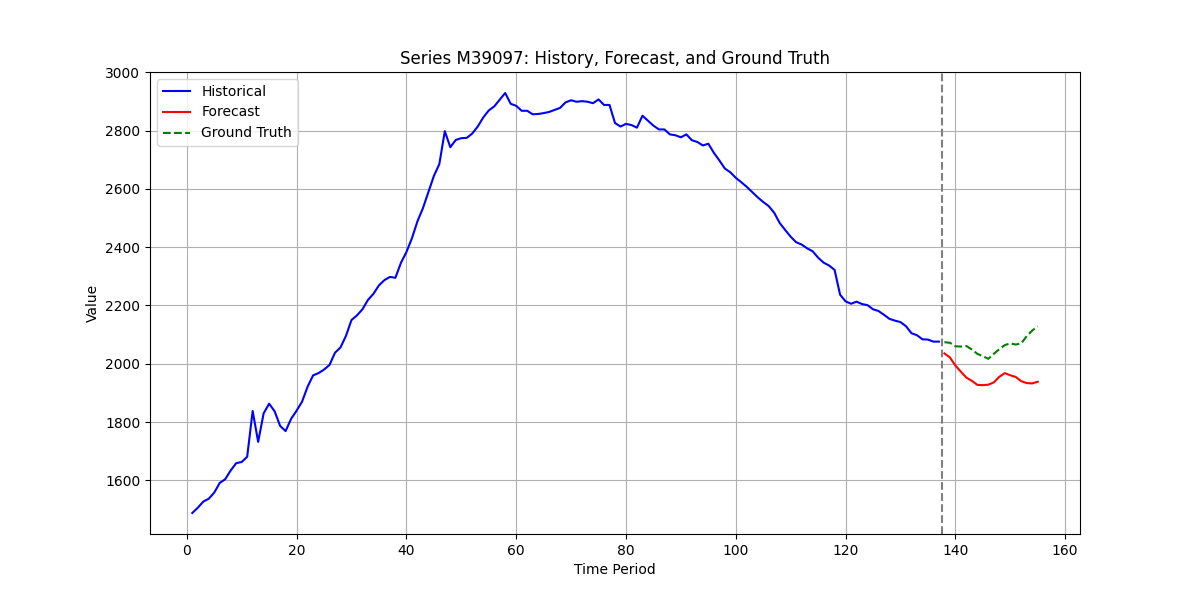 Series M39097: History, Forecast, and Ground Truth
Historical
Forecast
Ground Truth
Value
3000
2800
2600
2400
2200
2000
1800
1600
0 20 40 60 80 100 120 140 160
Time Period